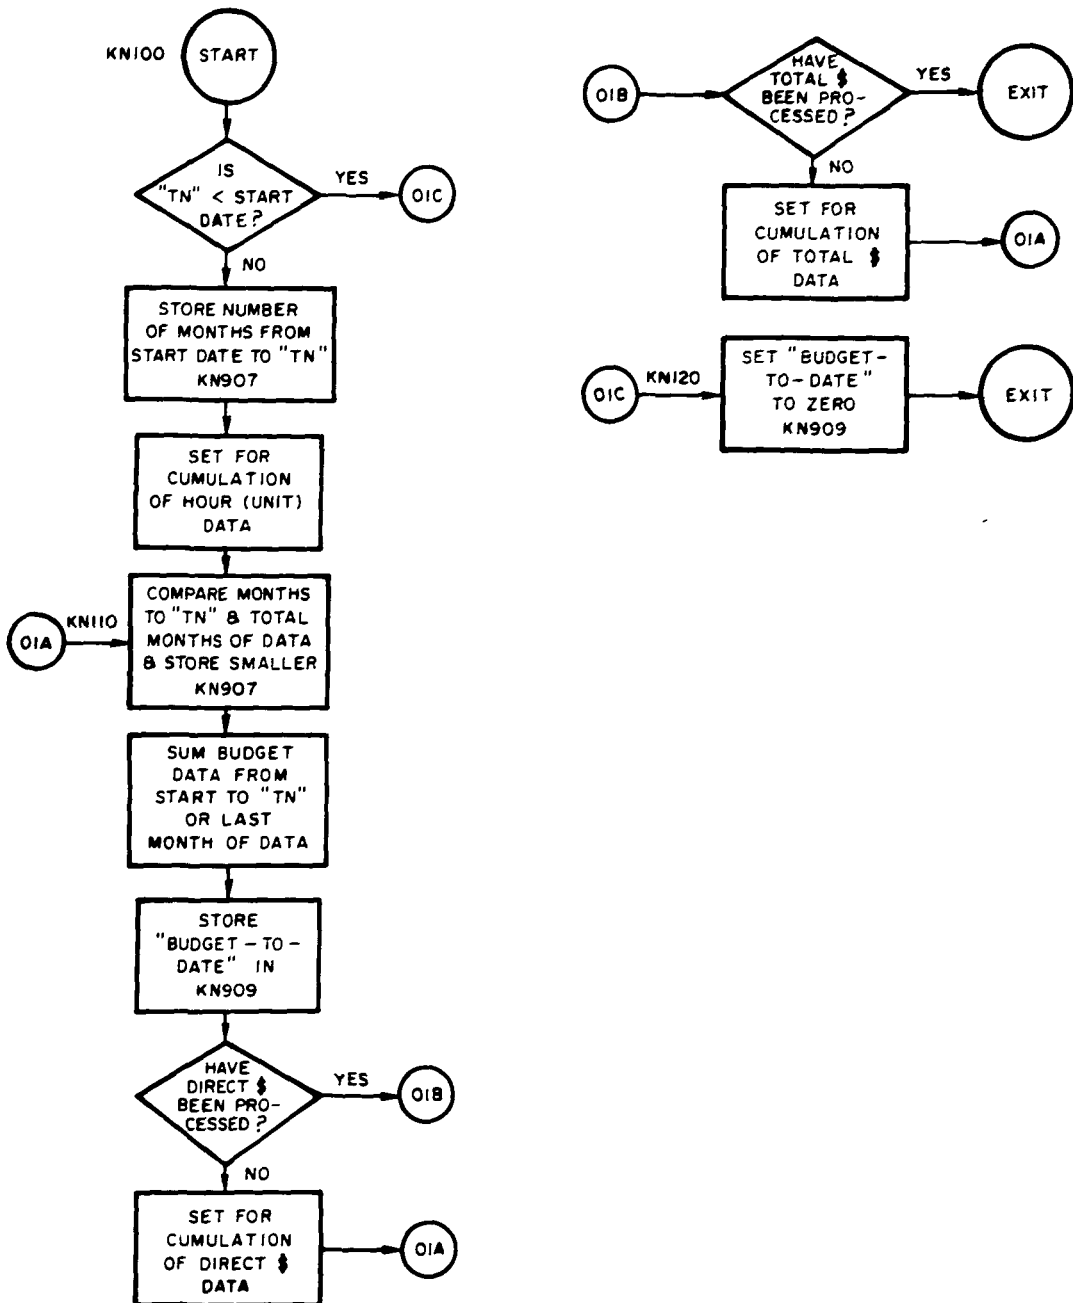 KN100
START
IS
"TN" < START
DATE?
YES
01C
NO
STORE NUMBER
OF MONTHS FROM
START DATE TO "TN"
KN907
SET FOR
CUMULATION
OF HOUR (UNIT)
DATA
01A
KN110
COMPARE MONTHS
TO "TN" & TOTAL
MONTHS OF DATA
& STORE SMALLER
KN907
SUM BUDGET
DATA FROM
START TO "TN"
OR LAST
MONTH OF DATA
STORE
"BUDGET-TO-
DATE" IN
KN909
HAVE
DIRECT $
BEEN PRO-
CESSED?
YES
01B
NO
SET FOR
CUMULATION
OF DIRECT $
DATA
01A
01B
HAVE
TOTAL $
BEEN PRO-
CESSED?
YES
EXIT
NO
SET FOR
CUMULATION
OF TOTAL $
DATA
01A
01C
KN120
SET "BUDGET-
TO-DATE"
TO ZERO
KN909
EXIT